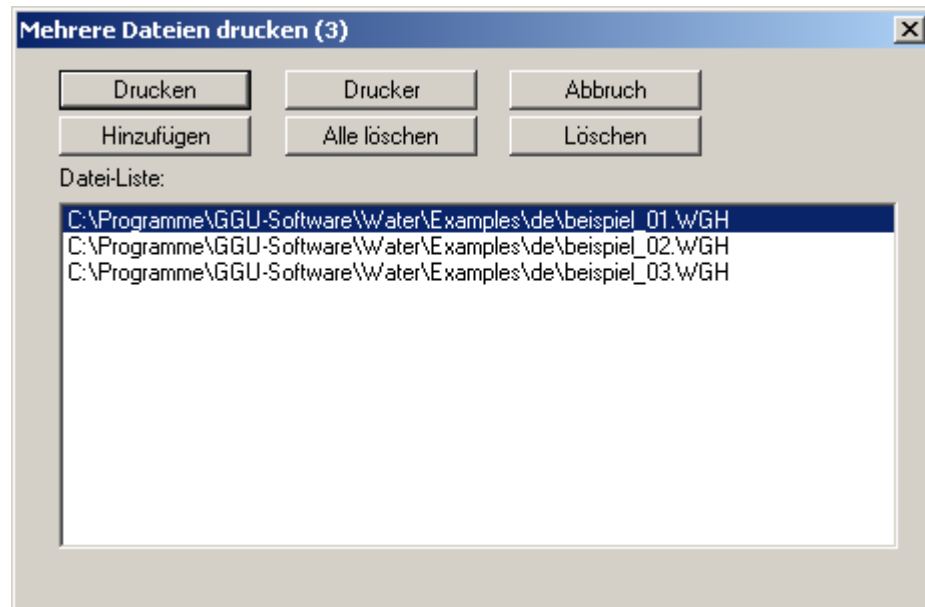 Mehrere Dateien drucken (3)
Drucken Drucker Abbruch
Hinzufügen Alle löschen Löschen
Datei-Liste:
C:\Programme\GGU-Software\Water\Examples\de\beispiel_01.WGH
C:\Programme\GGU-Software\Water\Examples\de\beispiel_02.WGH
C:\Programme\GGU-Software\Water\Examples\de\beispiel_03.WGH